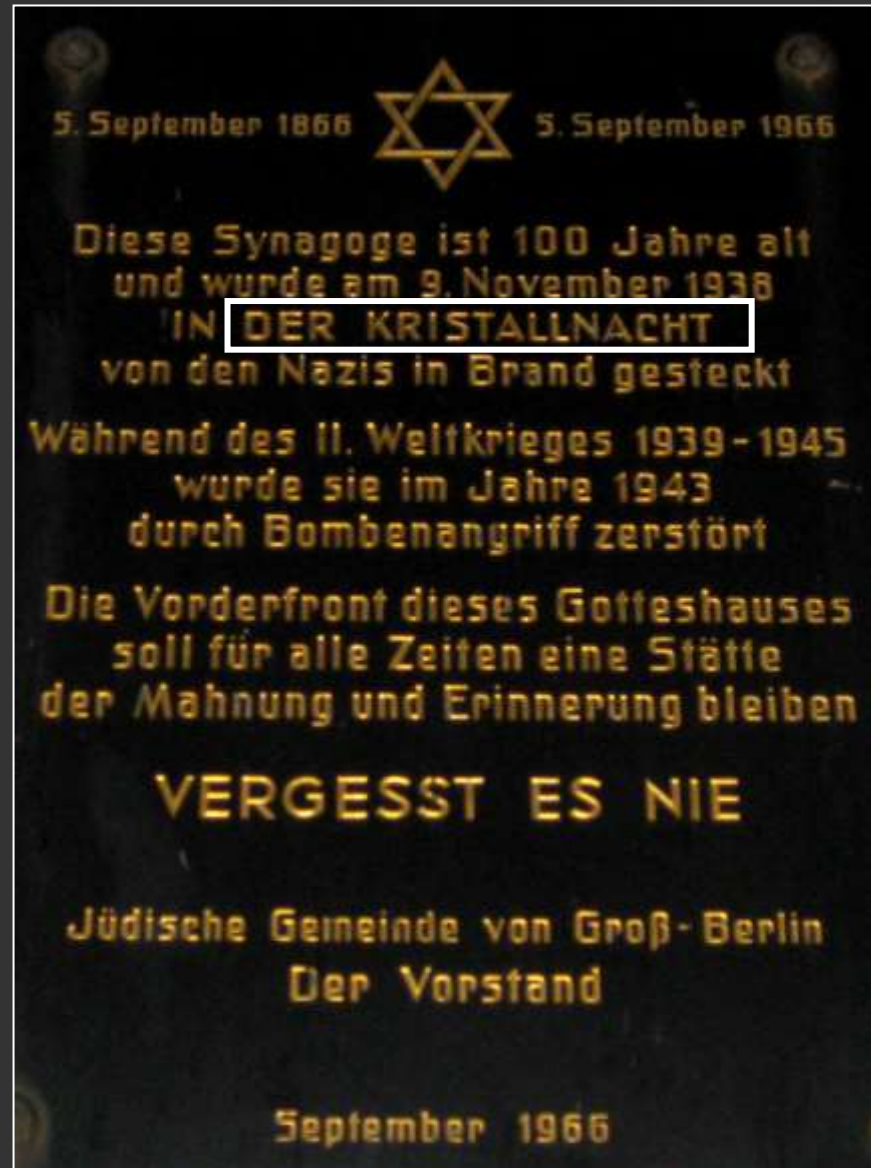 5. September 1866 5. September 1966
Diese Synagoge ist 100 Jahre alt
und wurde am 9. November 1938
IN DER KRISTALLNACHT
von den Nazis in Brand gesteckt
Während des II. Weltkrieges 1939-1945
wurde sie im Jahre 1943
durch Bombenangriff zerstört
Die Vorderfront dieses Gotteshauses
soll für alle Zeiten eine Stätte
der Mahnung und Erinnerung bleiben
VERGESST ES NIE
Jüdische Gemeinde von Groß-Berlin
Der Vorstand
September 1966